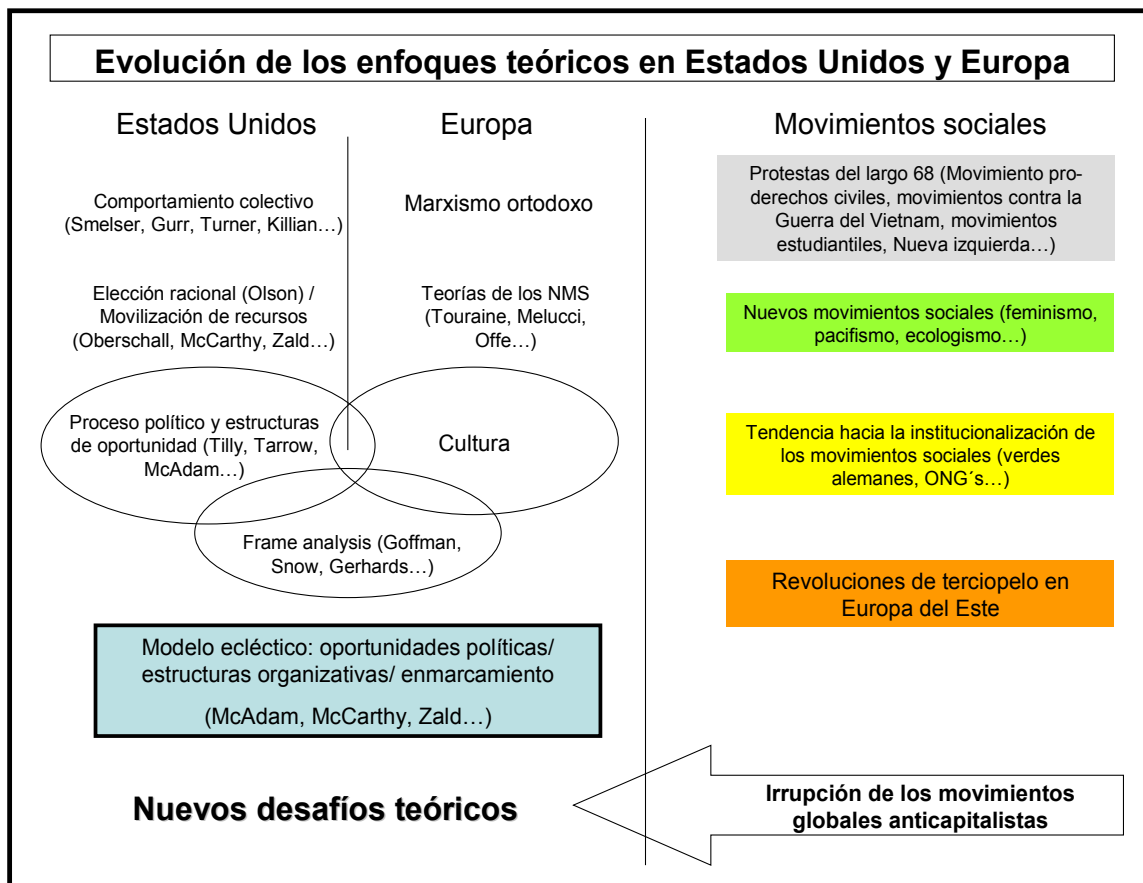 Evolución de los enfoques teóricos en Estados Unidos y Europa
Estados Unidos
Europa
Movimientos sociales
Comportamiento colectivo
(Smelser, Gurr, Turner, Killian…)
Marxismo ortodoxo
Protestas del largo 68 (Movimiento pro-
derechos civiles, movimientos contra la
Guerra del Vietnam, movimientos
estudiantiles, Nueva izquierda…)
Elección racional (Olson) /
Movilización de recursos
(Oberschall, McCarthy, Zald…)
Teorías de los NMS
(Touraine, Melucci,
Offe…)
Nuevos movimientos sociales (feminismo,
pacifismo, ecologismo…)
Proceso político y estructuras
de oportunidad (Tilly, Tarrow,
McAdam…)
Cultura
Tendencia hacia la institucionalización de
los movimientos sociales (verdes
alemanes, ONG´s…)
Frame analysis (Goffman,
Snow, Gerhards…)
Revoluciones de terciopelo en
Europa del Este
Modelo ecléctico: oportunidades políticas/
estructuras organizativas/ enmarcamiento
(McAdam, McCarthy, Zald…)
Nuevos desafíos teóricos
Irrupción de los movimientos
globales anticapitalistas